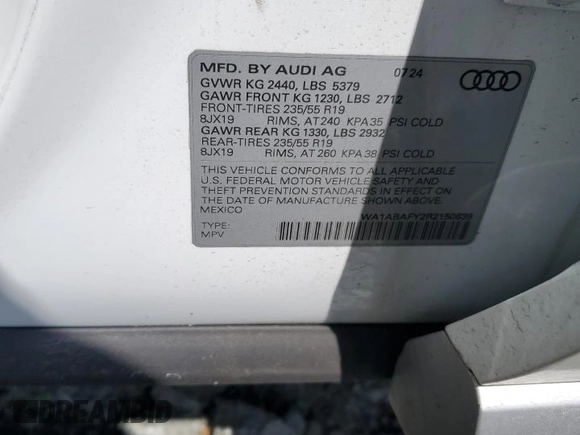 MFD. BY AUDI AG 07/24
GVWR KG 2440, LBS 5379
GAWR FRONT KG 1230, LBS 2712
FRONT-TIRES 235/55 R19
8JX19 RIMS, AT 240 KPA 35 PSI COLD
GAWR REAR KG 1330, LBS 2932
REAR-TIRES 235/55 R19
8JX19 RIMS, AT 260 KPA 38 PSI COLD
THIS VEHICLE CONFORMS TO ALL APPLICABLE
U.S. FEDERAL MOTOR VEHICLE SAFETY AND
THEFT PREVENTION STANDARDS IN EFFECT ON
THE DATE OF MANUFACTURE SHOWN ABOVE.
MEXICO
TYPE:
MPV
DREAMBID